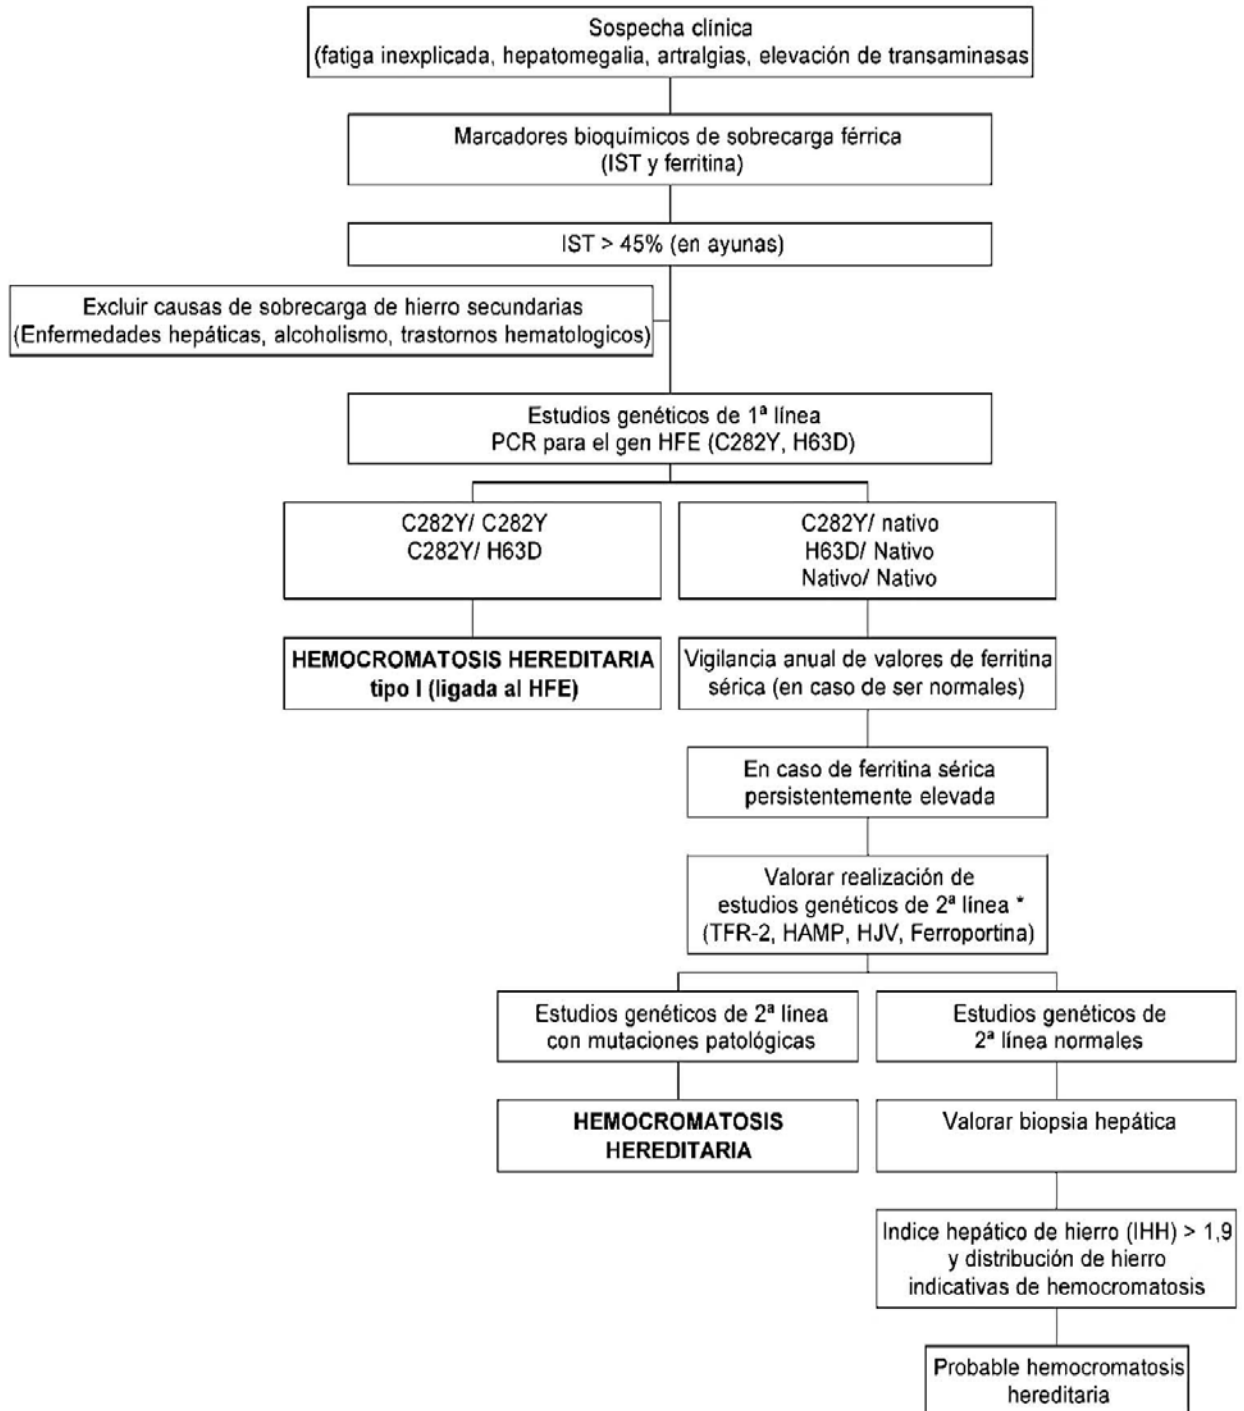 Sospecha clínica
(fatiga inexplicada, hepatomegalia, artralgias, elevación de transaminasas
Marcadores bioquímicos de sobrecarga férrica
(IST y ferritina)
IST > 45% (en ayunas)
Excluir causas de sobrecarga de hierro secundarias
(Enfermedades hepáticas, alcoholismo, trastornos hematologicos)
Estudios genéticos de 1ª línea
PCR para el gen HFE (C282Y, H63D)
C282Y/ C282Y
C282Y/ H63D
C282Y/ nativo
H63D/ Nativo
Nativo/ Nativo
HEMOCROMATOSIS HEREDITARIA
tipo I (ligada al HFE)
Vigilancia anual de valores de ferritina
sérica (en caso de ser normales)
En caso de ferritina sérica
persistentemente elevada
Valorar realización de
estudios genéticos de 2ª línea *
(TFR-2, HAMP, HJV, Ferroportina)
Estudios genéticos de 2ª línea
con mutaciones patológicas
Estudios genéticos de
2ª línea normales
HEMOCROMATOSIS
HEREDITARIA
Valorar biopsia hepática
Indice hepático de hierro (IHH) > 1,9
y distribución de hierro
indicativas de hemocromatosis
Probable hemocromatosis
hereditaria